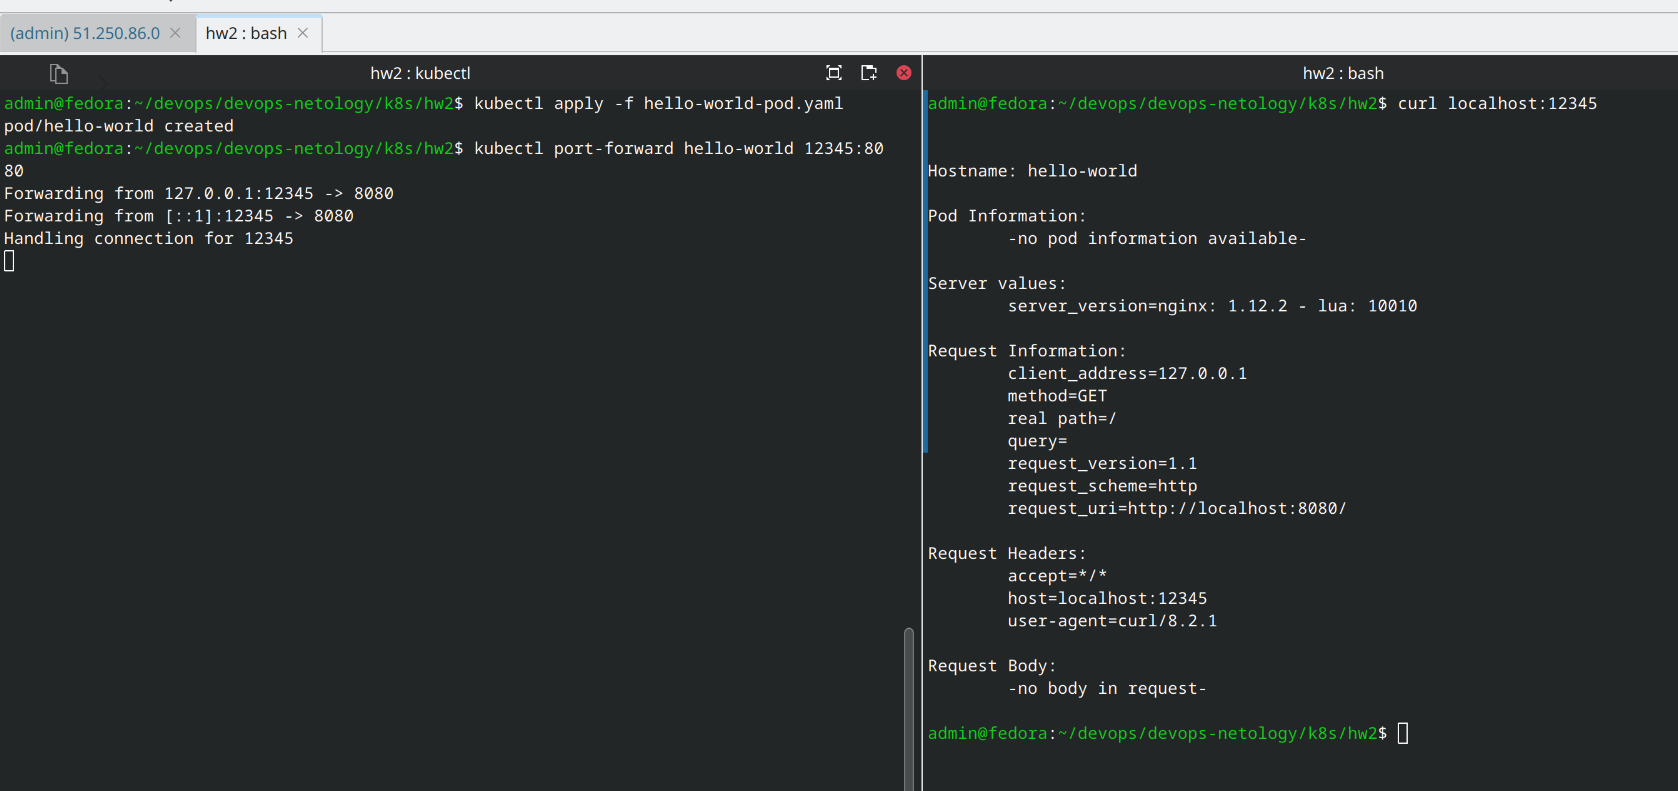 (admin) 51.250.86.0
hw2 : bash
hw2 : kubectl
admin@fedora:~/devops/devops-netology/k8s/hw2$ kubectl apply -f hello-world-pod.yaml
pod/hello-world created
admin@fedora:~/devops/devops-netology/k8s/hw2$ kubectl port-forward hello-world 12345:80
80
Forwarding from 127.0.0.1:12345 -> 8080
Forwarding from [::1]:12345 -> 8080
Handling connection for 12345
hw2 : bash
admin@fedora:~/devops/devops-netology/k8s/hw2$ curl localhost:12345
Hostname: hello-world
Pod Information:
-no pod information available-
Server values:
server_version=nginx: 1.12.2 - lua: 10010
Request Information:
client_address=127.0.0.1
method=GET
real path=/
query=
request_version=1.1
request_scheme=http
request_uri=http://localhost:8080/
Request Headers:
accept=*/*
host=localhost:12345
user-agent=curl/8.2.1
Request Body:
-no body in request-
admin@fedora:~/devops/devops-netology/k8s/hw2$